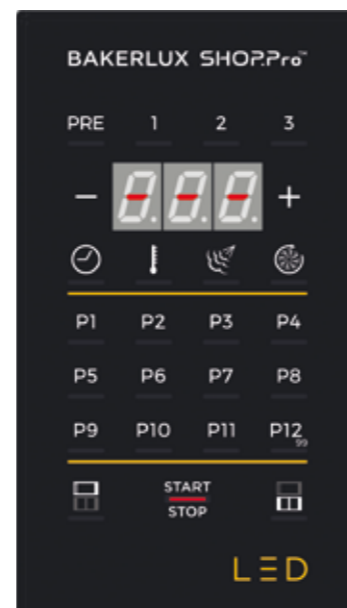 BAKERLUX SHOP.Pro™
PRE 1 2 3
- --- +
P1 P2 P3 P4
P5 P6 P7 P8
P9 P10 P11 P12
99
START
STOP
LED